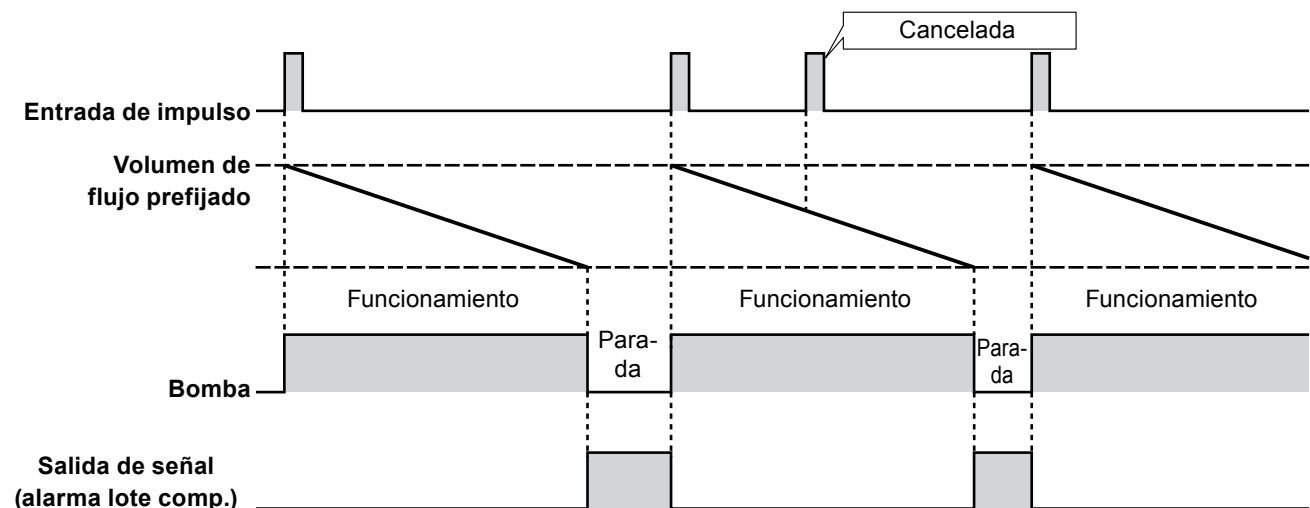 Cancelada
Entrada de impulso
Volumen de
flujo prefijado
Funcionamiento
Funcionamiento
Funcionamiento
Para-
da
Para-
da
Bomba
Salida de señal
(alarma lote comp.)